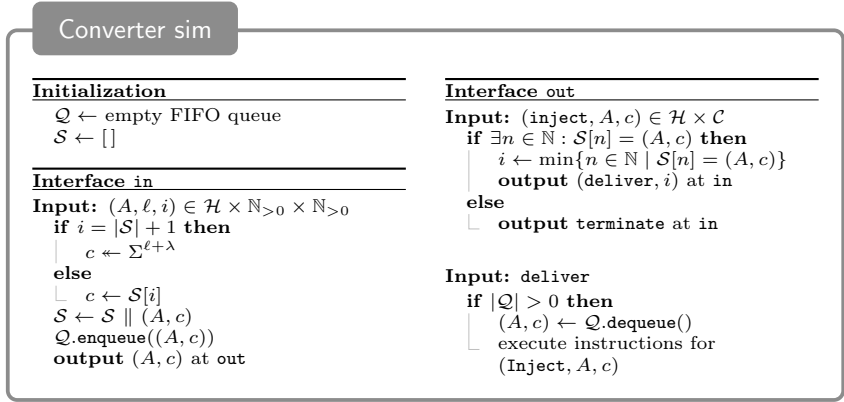 Converter sim
Initialization
𝒬 ← empty FIFO queue
𝒮 ← [ ]
Interface in
Input: (A, ℓ, i) ∈ ℋ × ℕ>0 × ℕ>0
if i = |𝒮| + 1 then
c ↞ Σ^{ℓ+λ}
else
c ← 𝒮[i]
𝒮 ← 𝒮 ∥ (A, c)
𝒬.enqueue((A, c))
output (A, c) at out
Interface out
Input: (inject, A, c) ∈ ℋ × 𝒞
if ∃n ∈ ℕ : 𝒮[n] = (A, c) then
i ← min{n ∈ ℕ | 𝒮[n] = (A, c)}
output (deliver, i) at in
else
output terminate at in
Input: deliver
if |𝒬| > 0 then
(A, c) ← 𝒬.dequeue()
execute instructions for
(Inject, A, c)